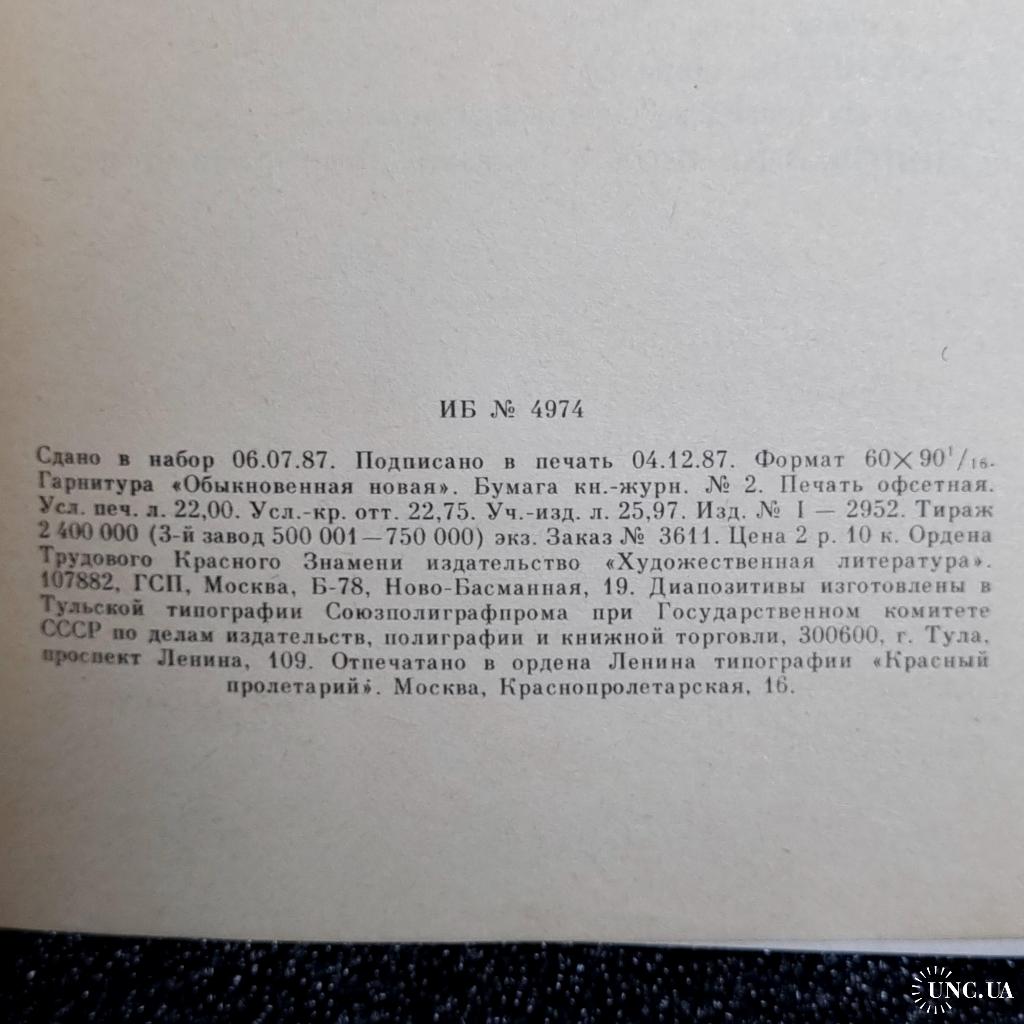 ИБ № 4974
Сдано в набор 06.07.87. Подписано в печать 04.12.87. Формат 60×90¹/₁₆.
Гарнитура «Обыкновенная новая». Бумага кн.-журн. № 2. Печать офсетная.
Усл. печ. л. 22,00. Усл.-кр. отт. 22,75. Уч.-изд. л. 25,97. Изд. № I — 2952. Тираж
2 400 000 (3-й завод 500 001—750 000) экз. Заказ № 3611. Цена 2 р. 10 к. Ордена
Трудового Красного Знамени издательство «Художественная литература».
107882, ГСП, Москва, Б-78, Ново-Басманная, 19. Диапозитивы изготовлены в
Тульской типографии Союзполиграфпрома при Государственном комитете
СССР по делам издательств, полиграфии и книжной торговли, 300600, г. Тула,
проспект Ленина, 109. Отпечатано в ордена Ленина типографии «Красный
пролетарий». Москва, Краснопролетарская, 16.
UNC.UA